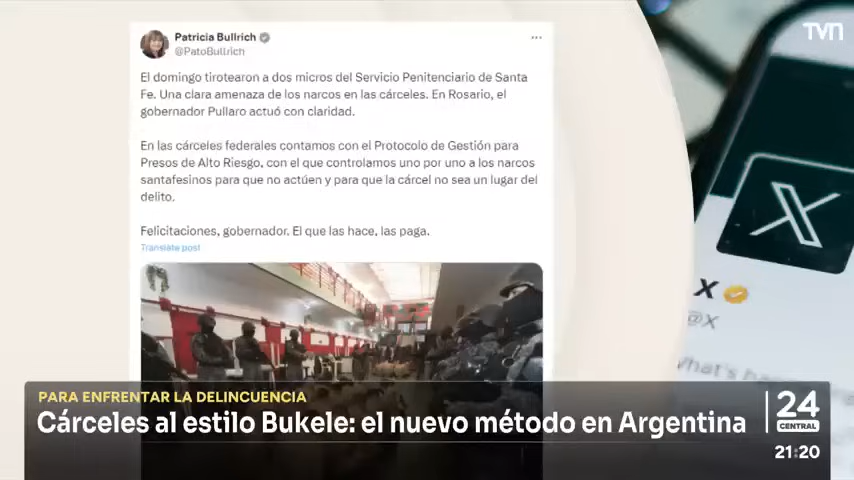 TVN
Patricia Bullrich
@PatoBullrich
El domingo tirotearon a dos micros del Servicio Penitenciario de Santa
Fe. Una clara amenaza de los narcos en las cárceles. En Rosario, el
gobernador Pullaro actuó con claridad.
En las cárceles federales contamos con el Protocolo de Gestión para
Presos de Alto Riesgo, con el que controlamos uno por uno a los narcos
santafesinos para que no actúen y para que la cárcel no sea un lugar del
delito.
Felicitaciones, gobernador. El que las hace, las paga.
Translate post
X
@X
What's
PARA ENFRENTAR LA DELINCUENCIA
Cárceles al estilo Bukele: el nuevo método en Argentina
24
CENTRAL
21:20